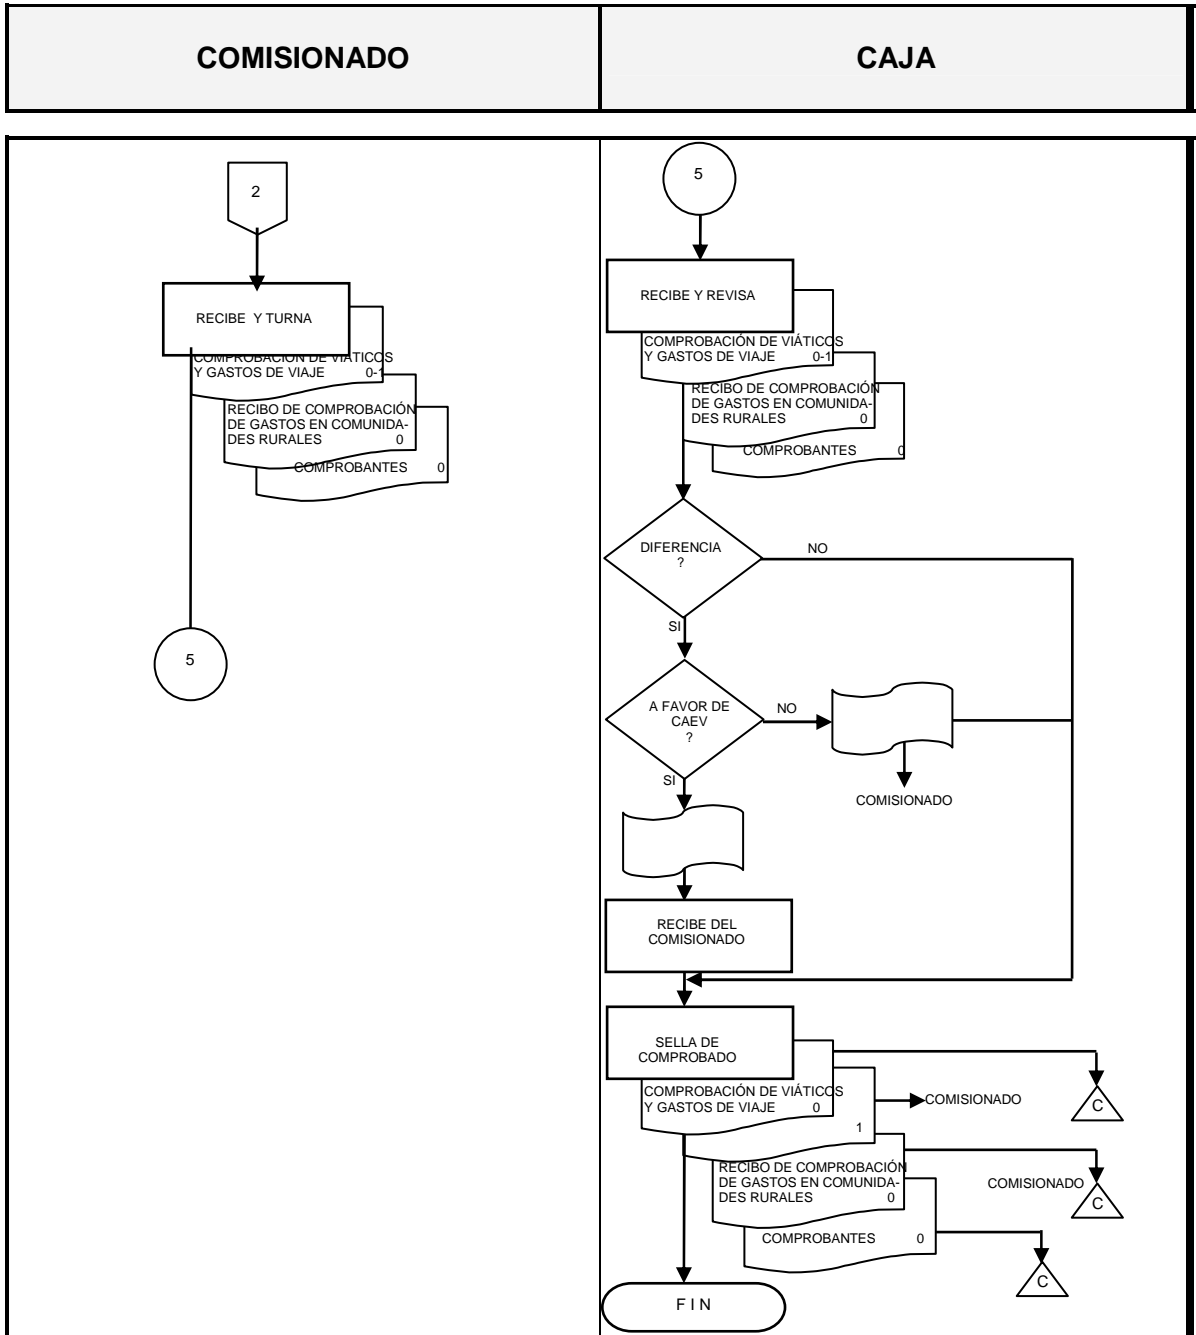 COMISIONADO
CAJA
2
RECIBE Y TURNA
COMPROBACIÓN DE VIÁTICOS
Y GASTOS DE VIAJE 0-1
RECIBO DE COMPROBACIÓN
DE GASTOS EN COMUNIDA-
DES RURALES 0
COMPROBANTES 0
5
5
RECIBE Y REVISA
COMPROBACIÓN DE VIÁTICOS
Y GASTOS DE VIAJE 0-1
RECIBO DE COMPROBACIÓN
DE GASTOS EN COMUNIDA-
DES RURALES 0
COMPROBANTES 0
DIFERENCIA
?
NO
SI
A FAVOR DE
CAEV
?
NO
COMISIONADO
SI
RECIBE DEL
COMISIONADO
SELLA DE
COMPROBADO
COMPROBACIÓN DE VIÁTICOS
Y GASTOS DE VIAJE 0
C
COMISIONADO
1
RECIBO DE COMPROBACIÓN
DE GASTOS EN COMUNIDA-
DES RURALES 0
COMISIONADO
C
COMPROBANTES 0
C
F I N